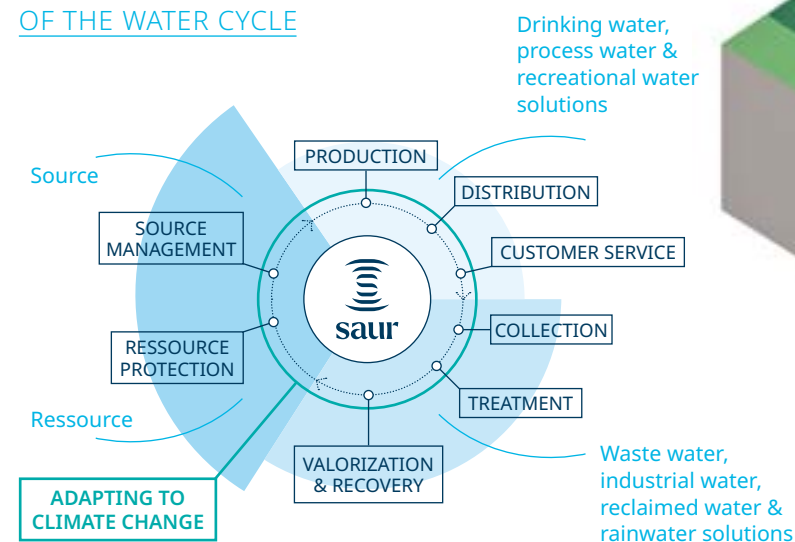 OF THE WATER CYCLE
Drinking water,
process water &
recreational water
solutions
Source
PRODUCTION
DISTRIBUTION
SOURCE
MANAGEMENT
CUSTOMER SERVICE
saur
COLLECTION
RESSOURCE
PROTECTION
TREATMENT
Ressource
VALORIZATION
& RECOVERY
Waste water,
industrial water,
reclaimed water &
rainwater solutions
ADAPTING TO
CLIMATE CHANGE